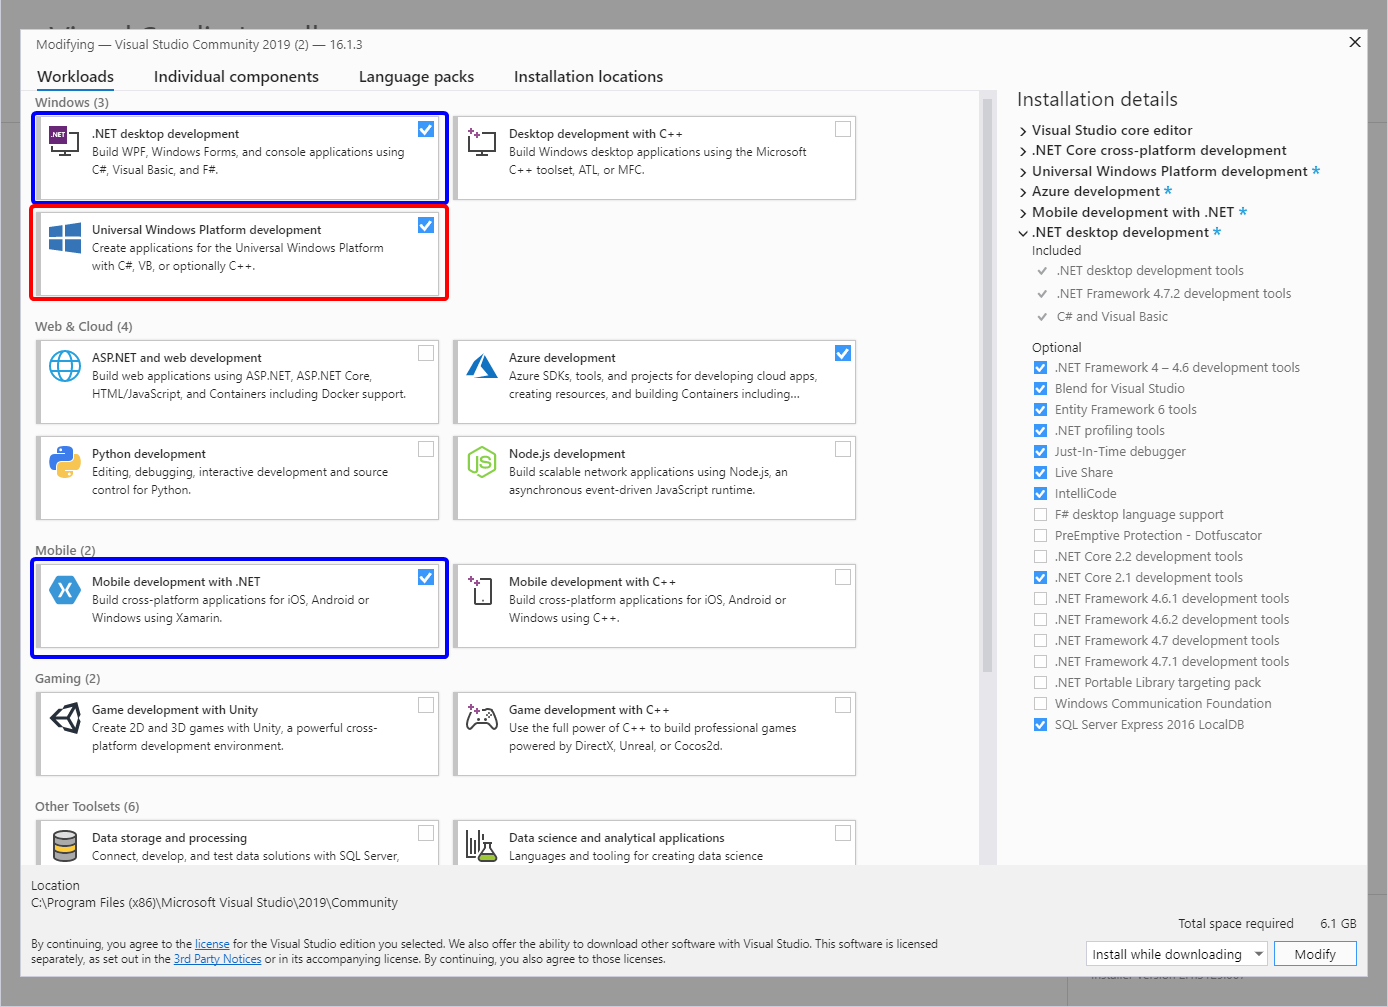 Modifying — Visual Studio Community 2019 (2) — 16.1.3
Workloads
Individual components
Language packs
Installation locations
Windows (3)
.NET
.NET desktop development
Build WPF, Windows Forms, and console applications using
C#, Visual Basic, and F#.
Desktop development with C++
Build Windows desktop applications using the Microsoft
C++ toolset, ATL, or MFC.
Universal Windows Platform development
Create applications for the Universal Windows Platform
with C#, VB, or optionally C++.
Web & Cloud (4)
ASP.NET and web development
Build web applications using ASP.NET, ASP.NET Core,
HTML/JavaScript, and Containers including Docker support.
Azure development
Azure SDKs, tools, and projects for developing cloud apps,
creating resources, and building Containers including...
Python development
Editing, debugging, interactive development and source
control for Python.
JS
Node.js development
Build scalable network applications using Node.js, an
asynchronous event-driven JavaScript runtime.
Mobile (2)
Mobile development with .NET
Build cross-platform applications for iOS, Android or
Windows using Xamarin.
Mobile development with C++
Build cross-platform applications for iOS, Android or
Windows using C++.
Gaming (2)
Game development with Unity
Create 2D and 3D games with Unity, a powerful cross-
platform development environment.
Game development with C++
Use the full power of C++ to build professional games
powered by DirectX, Unreal, or Cocos2d.
Other Toolsets (6)
Data storage and processing
Connect, develop, and test data solutions with SQL Server,
Data science and analytical applications
Languages and tooling for creating data science
Installation details
Visual Studio core editor
.NET Core cross-platform development
Universal Windows Platform development *
Azure development *
Mobile development with .NET *
.NET desktop development *
Included
.NET desktop development tools
.NET Framework 4.7.2 development tools
C# and Visual Basic
Optional
.NET Framework 4 – 4.6 development tools
Blend for Visual Studio
Entity Framework 6 tools
.NET profiling tools
Just-In-Time debugger
Live Share
IntelliCode
F# desktop language support
PreEmptive Protection - Dotfuscator
.NET Core 2.2 development tools
.NET Core 2.1 development tools
.NET Framework 4.6.1 development tools
.NET Framework 4.6.2 development tools
.NET Framework 4.7 development tools
.NET Framework 4.7.1 development tools
.NET Portable Library targeting pack
Windows Communication Foundation
SQL Server Express 2016 LocalDB
Location
C:\Program Files (x86)\Microsoft Visual Studio\2019\Community
Total space required 6.1 GB
By continuing, you agree to the license for the Visual Studio edition you selected. We also offer the ability to download other software with Visual Studio. This software is licensed
separately, as set out in the 3rd Party Notices or in its accompanying license. By continuing, you also agree to those licenses.
Install while downloading
Modify